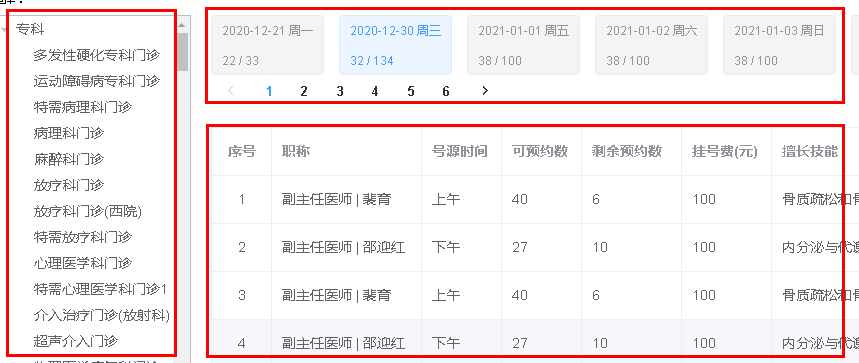 专科
多发性硬化专科门诊
运动障碍病专科门诊
特需病理科门诊
病理科门诊
麻醉科门诊
放疗科门诊
放疗科门诊(西院)
特需放疗科门诊
心理医学科门诊
特需心理医学科门诊1
介入治疗门诊(放射科)
超声介入门诊
2020-12-21 周一
22 / 33
2020-12-30 周三
32 / 134
2021-01-01 周五
38 / 100
2021-01-02 周六
38 / 100
2021-01-03 周日
38 / 100
1 2 3 4 5 6
序号 职称 号源时间 可预约数 剩余预约数 挂号费(元) 擅长技能
1 副主任医师 | 裴育 上午 40 6 100 骨质疏松和骨
2 副主任医师 | 邵迎红 下午 27 10 100 内分泌与代谢
3 副主任医师 | 裴育 上午 40 6 100 骨质疏松和骨
4 副主任医师 | 邵迎红 下午 27 10 100 内分泌与代谢